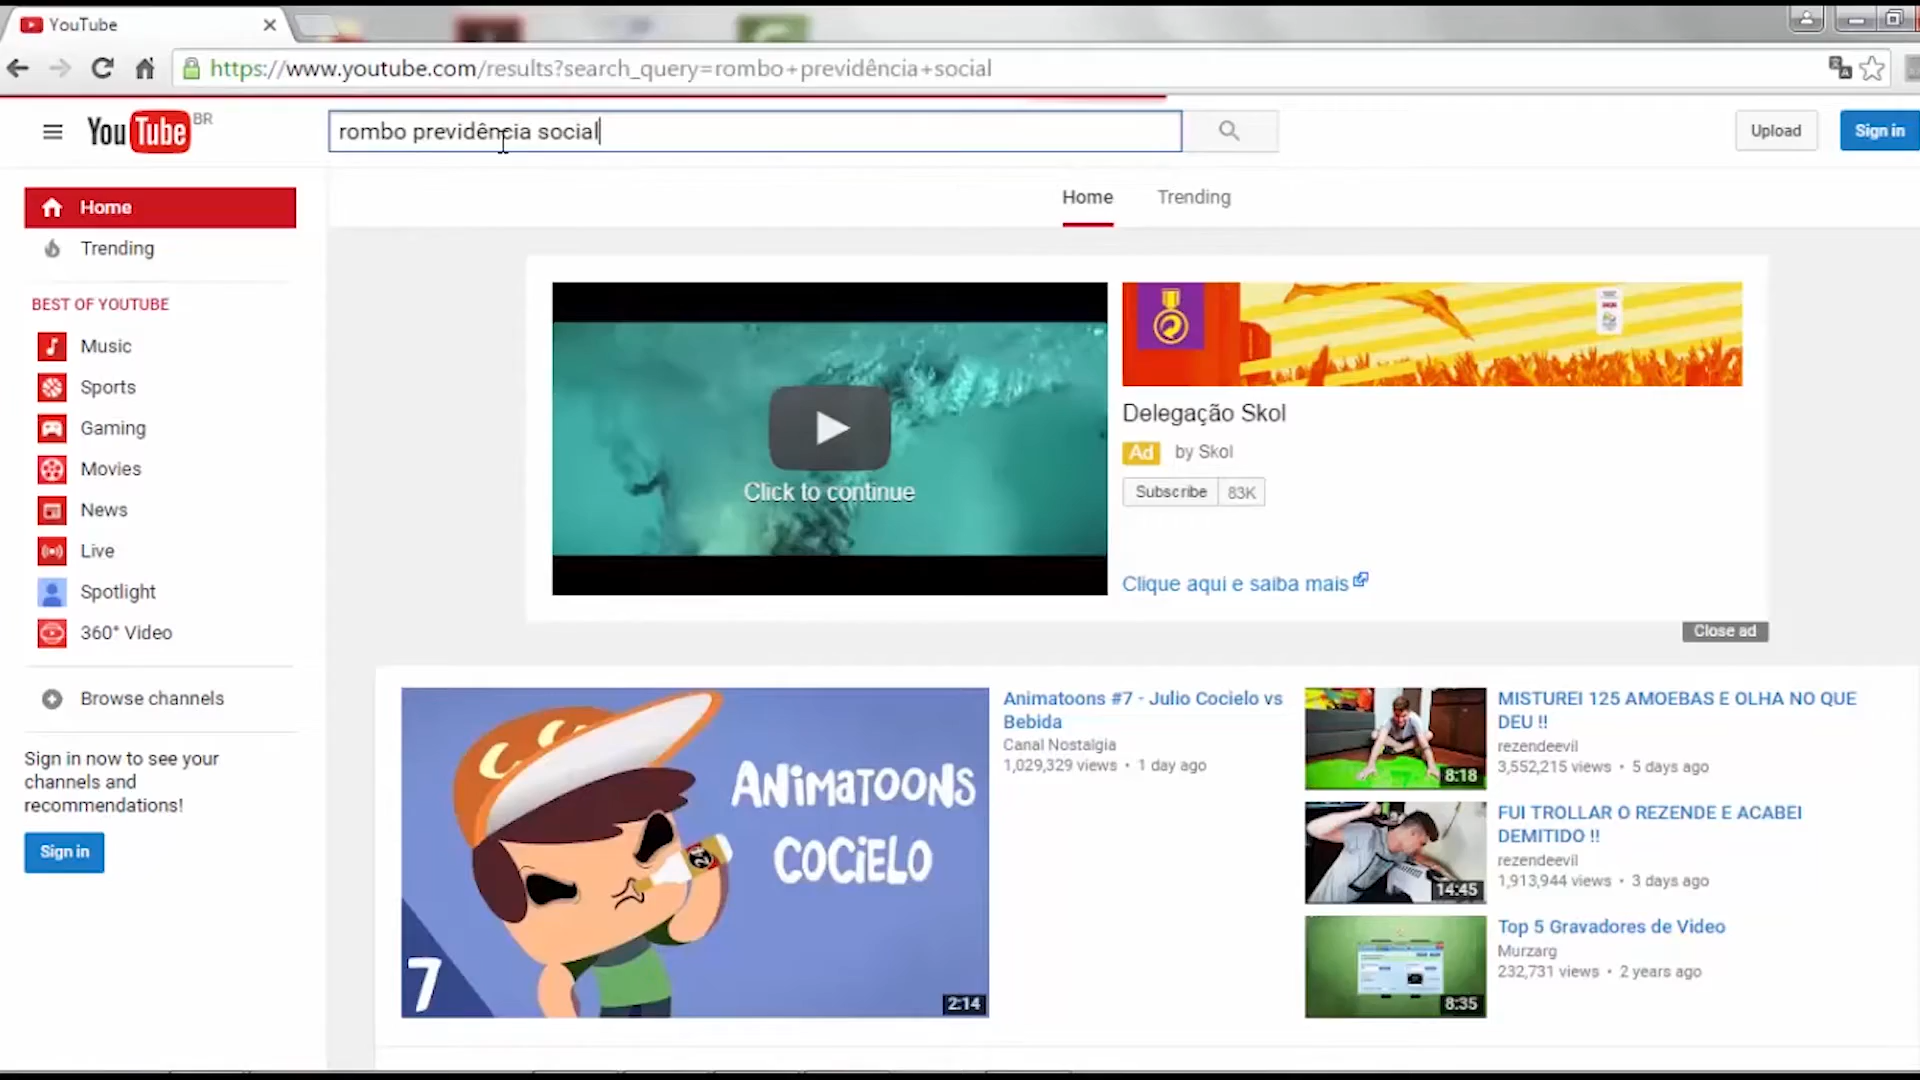 YouTube
https://www.youtube.com/results?search_query=rombo+previdência+social
YouTube BR
rombo previdência social
Upload
Sign in
Home
Trending
Home
Trending
BEST OF YOUTUBE
Music
Sports
Gaming
Movies
News
Live
Spotlight
360° Video
Browse channels
Sign in now to see your
channels and
recommendations!
Sign in
Click to continue
Delegação Skol
Ad by Skol
Subscribe 83K
Clique aqui e saiba mais
Close ad
ANIMATOONS
COCIELO
7
2:14
Animatoons #7 - Julio Cocielo vs
Bebida
Canal Nostalgia
1,029,329 views • 1 day ago
8:18
MISTUREI 125 AMOEBAS E OLHA NO QUE
DEU !!
rezendeevil
3,552,215 views • 5 days ago
14:45
FUI TROLLAR O REZENDE E ACABEI
DEMITIDO !!
rezendeevil
1,913,944 views • 3 days ago
8:35
Top 5 Gravadores de Video
Murzarg
232,731 views • 2 years ago